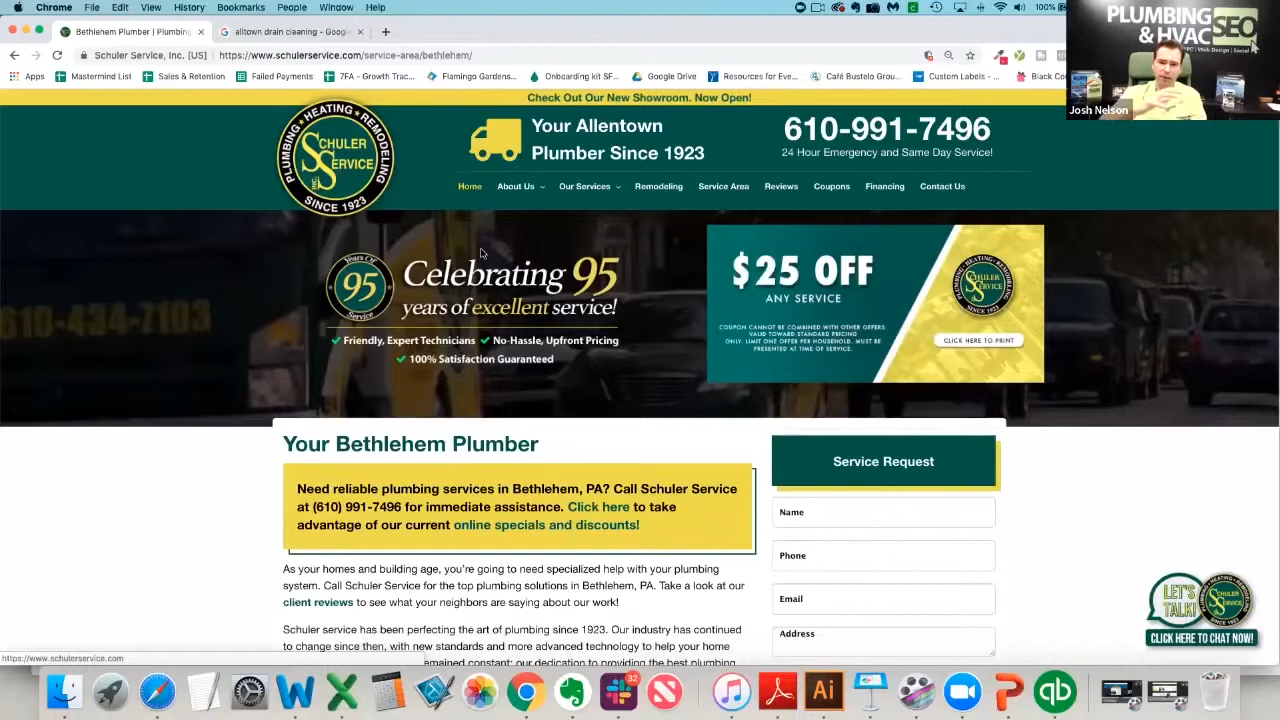 Chrome File Edit View History Bookmarks People Window Help
100%
Bethlehem Plumber | Plumbing
alltown drain cleaning - Google
Schuler Service, Inc. [US]
https://www.schulerservice.com/service-area/bethlehem/
Apps
Mastermind List
Sales & Retention
Failed Payments
7FA - Growth Trac...
Flamingo Gardens...
Onboarding kit SF...
Google Drive
Resources for Eve...
Café Bustelo Grou...
Custom Labels -...
Black Co
PLUMBING
& HVAC SEO
PPC | Web Design | Social
Josh Nelson
Check Out Our New Showroom. Now Open!
PLUMBING • HEATING • REMODELING
SCHULER
SERVICE
INC
SINCE 1923
Your Allentown
Plumber Since 1923
610-991-7496
24 Hour Emergency and Same Day Service!
Home About Us Our Services Remodeling Service Area Reviews Coupons Financing Contact Us
Years Of
95
Service
Celebrating 95
years of excellent service!
Friendly, Expert Technicians No-Hassle, Upfront Pricing
100% Satisfaction Guaranteed
$25 OFF
ANY SERVICE
COUPON CANNOT BE COMBINED WITH OTHER OFFERS.
VALID TOWARD STANDARD PRICING
ONLY. LIMIT ONE OFFER PER HOUSEHOLD. MUST BE
PRESENTED AT TIME OF SERVICE.
CLICK HERE TO PRINT
Your Bethlehem Plumber
Need reliable plumbing services in Bethlehem, PA? Call Schuler Service
at (610) 991-7496 for immediate assistance. Click here to take
advantage of our current online specials and discounts!
As your homes and building age, you're going to need specialized help with your plumbing
system. Call Schuler Service for the top plumbing solutions in Bethlehem, PA. Take a look at our
client reviews to see what your neighbors are saying about our work!
Schuler service has been perfecting the art of plumbing since 1923. Our industry has continued
to change since then, with new standards and more advanced technology to help your home
remained constant: our dedication to providing the best plumbing
Service Request
Name
Phone
Email
Address
LET'S
TALK!
CLICK HERE TO CHAT NOW!
https://www.schulerservice.com
32
Ai
qb